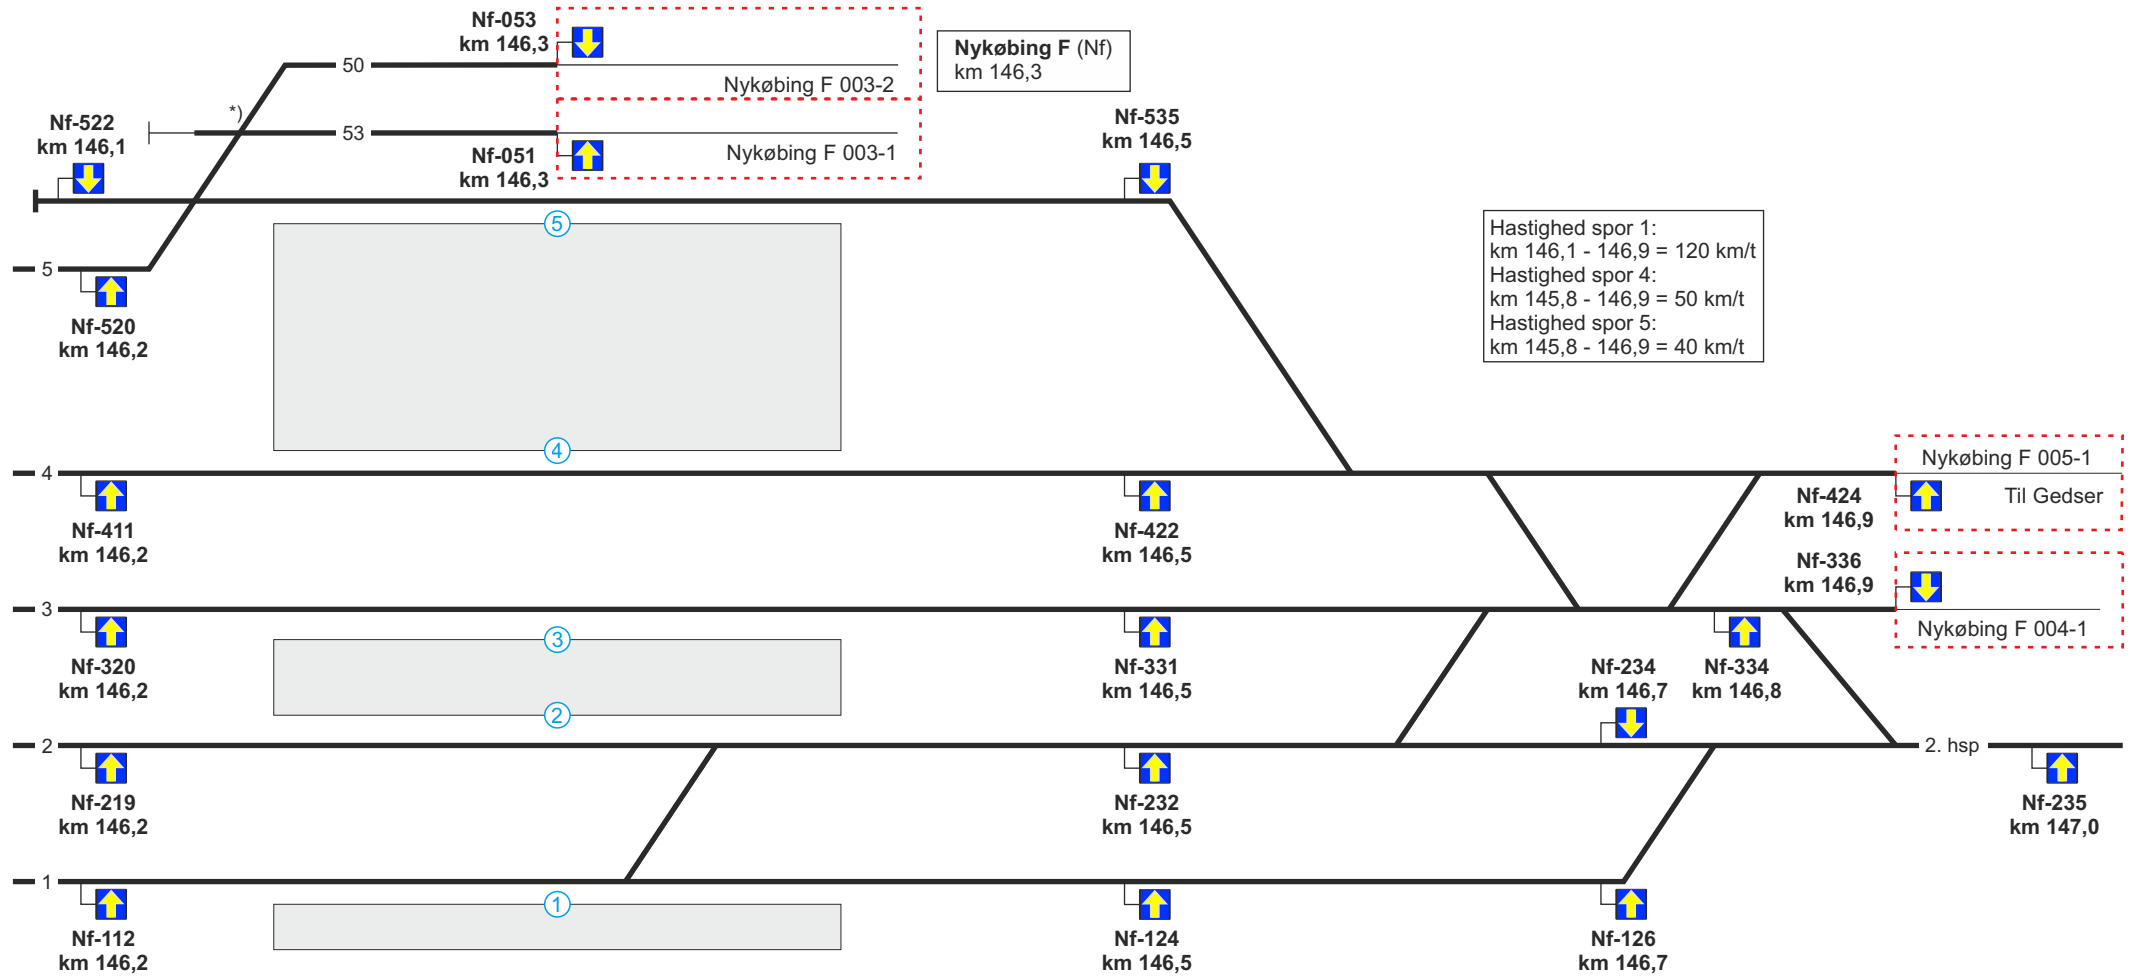 Nf-053
km 146,3
Nykøbing F (Nf)
km 146,3
50
Nykøbing F 003-2
*)
Nf-522
km 146,1
53
Nykøbing F 003-1
Nf-051
km 146,3
Nf-535
km 146,5
5
Hastighed spor 1:
km 146,1 - 146,9 = 120 km/t
Hastighed spor 4:
km 145,8 - 146,9 = 50 km/t
Hastighed spor 5:
km 145,8 - 146,9 = 40 km/t
5
Nf-520
km 146,2
4
Nykøbing F 005-1
4
Til Gedser
Nf-411
km 146,2
Nf-422
km 146,5
Nf-424
km 146,9
Nf-336
km 146,9
3
Nykøbing F 004-1
3
Nf-320
km 146,2
Nf-331
km 146,5
Nf-234
km 146,7
Nf-334
km 146,8
2
2
2. hsp
Nf-219
km 146,2
Nf-232
km 146,5
Nf-235
km 147,0
1
1
Nf-112
km 146,2
Nf-124
km 146,5
Nf-126
km 146,7